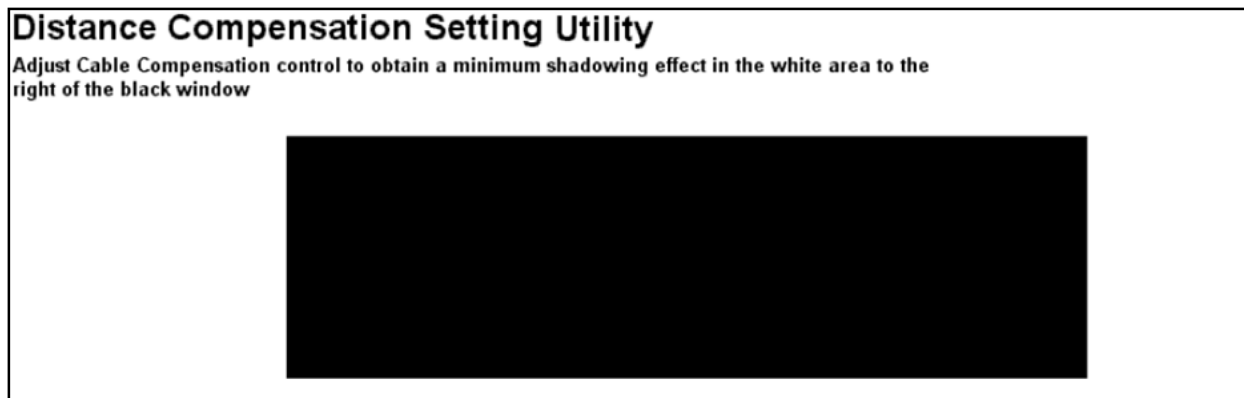 Distance Compensation Setting Utility
Adjust Cable Compensation control to obtain a minimum shadowing effect in the white area to the
right of the black window